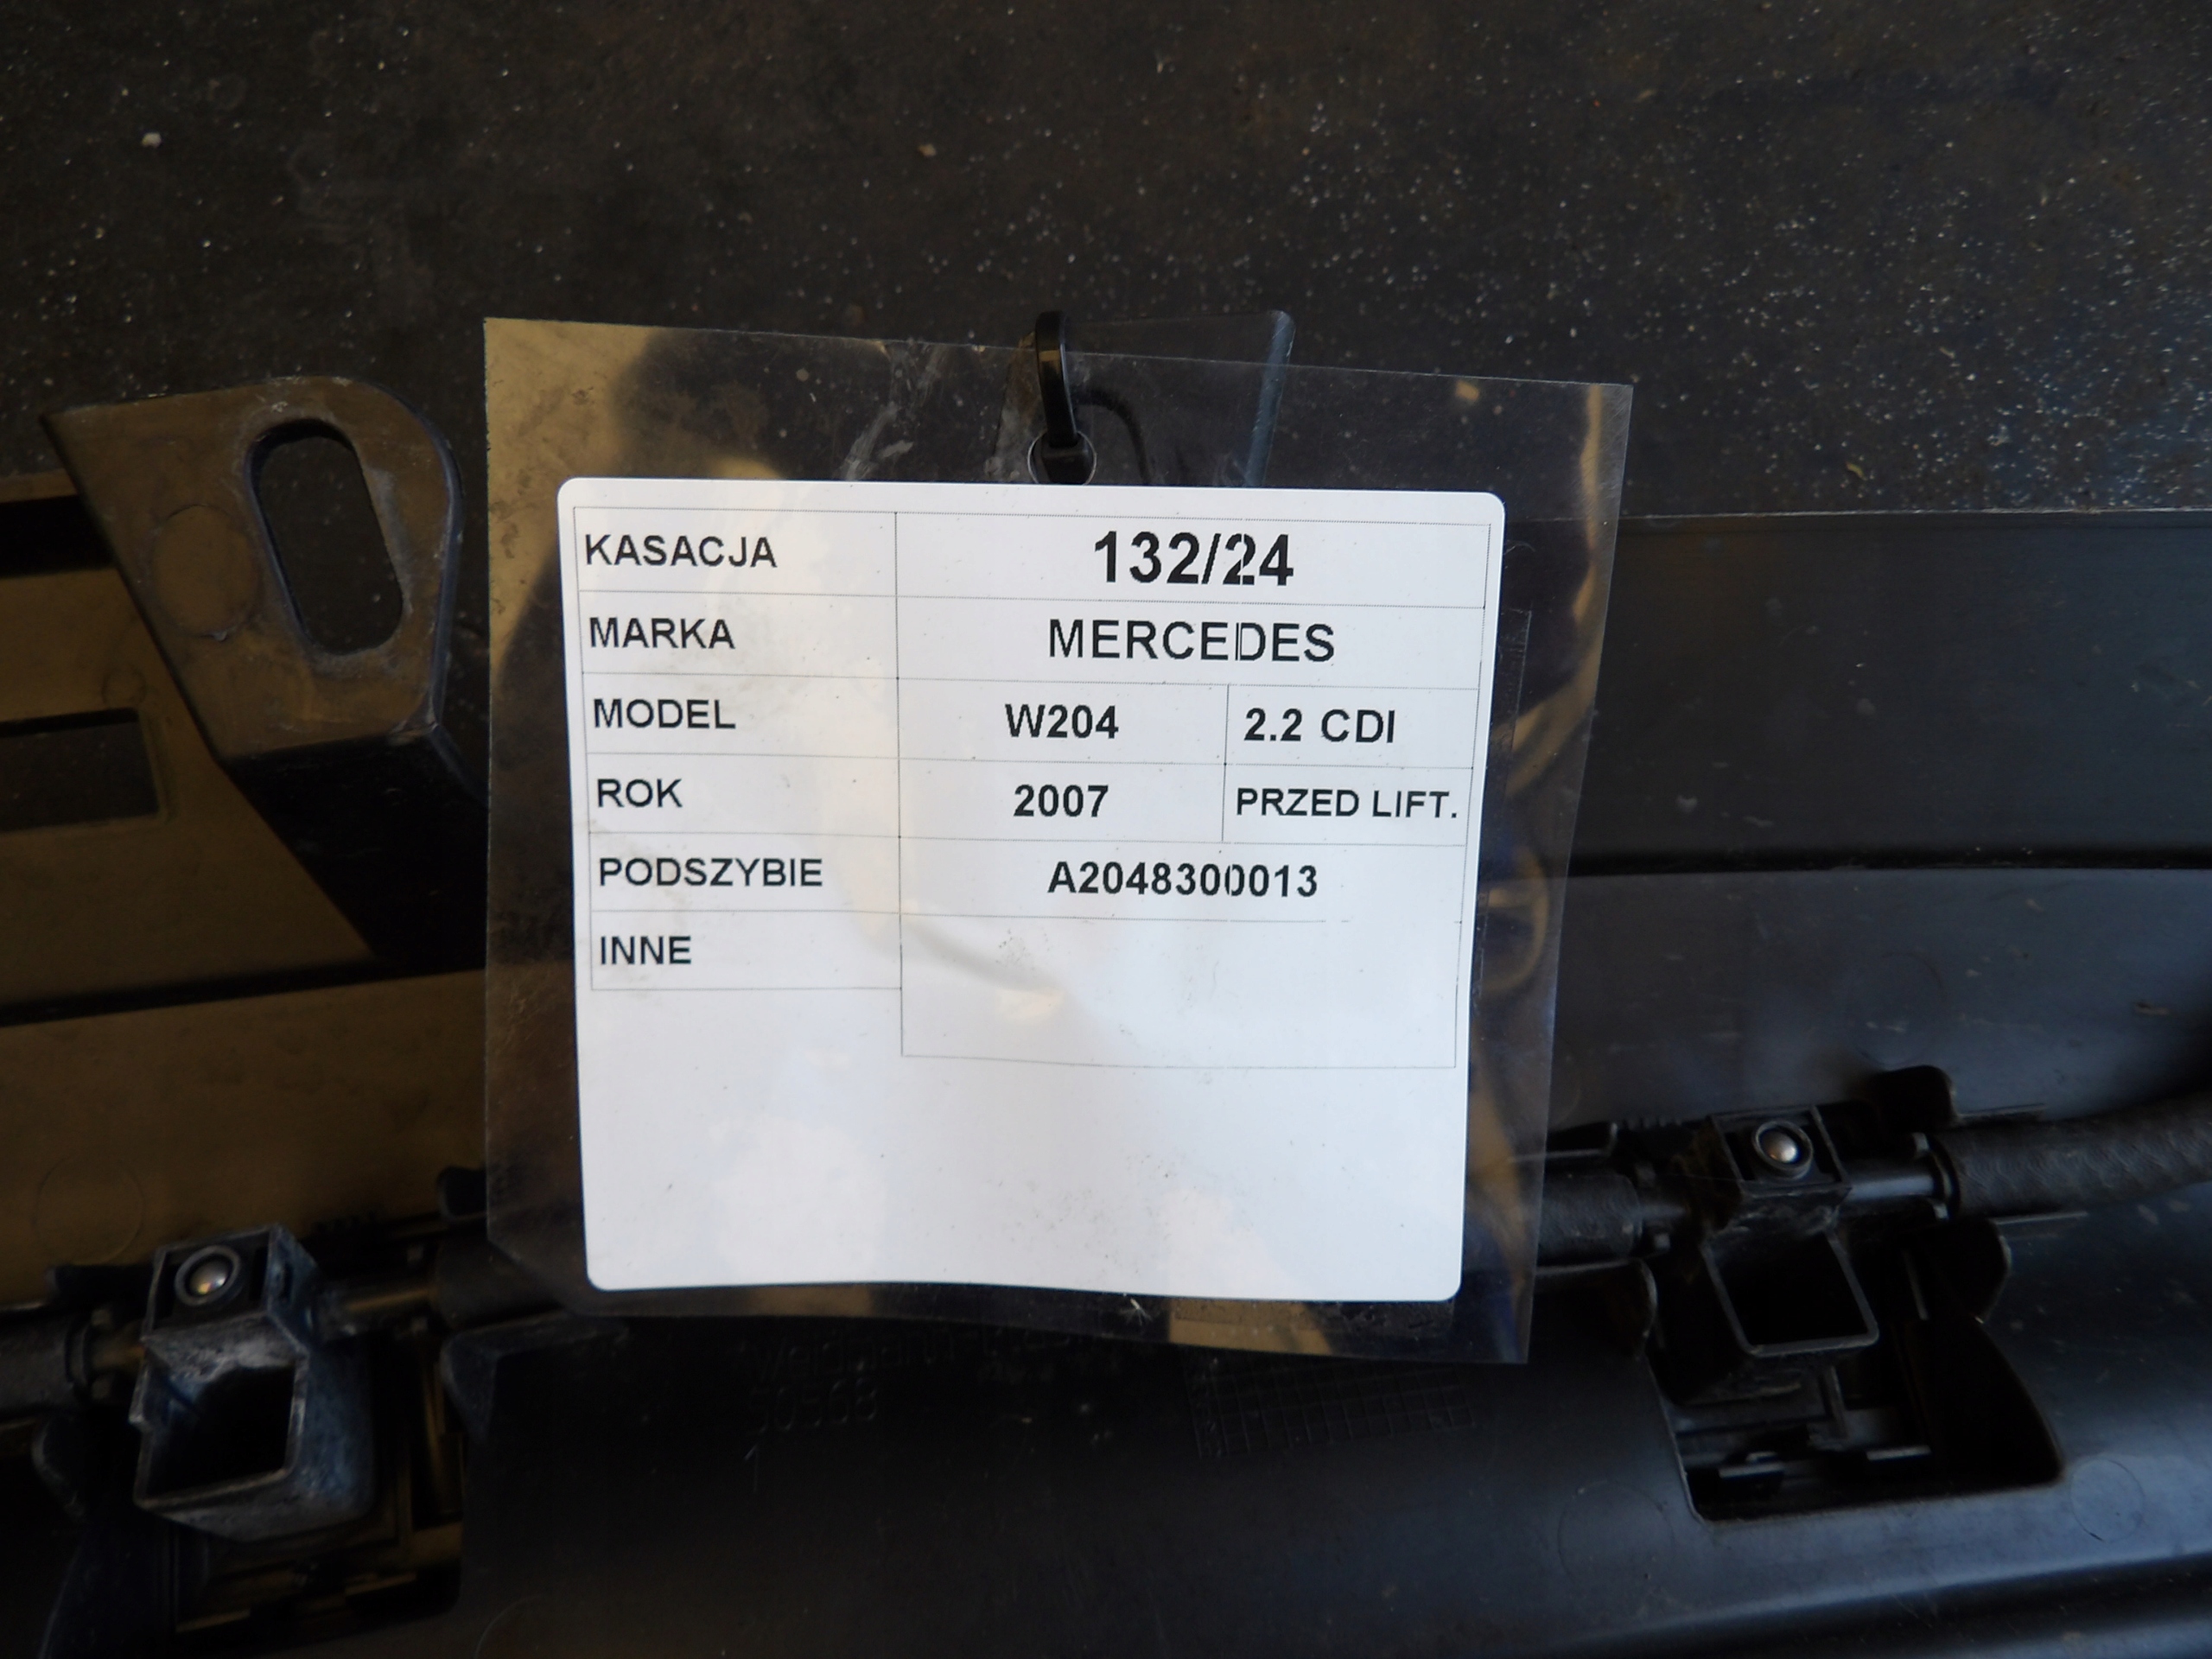 KASACJA 132/24
MARKA MERCEDES
MODEL W204 2.2 CDI
ROK 2007 PRZED LIFT.
PODSZYBIE A2048300013
INNE